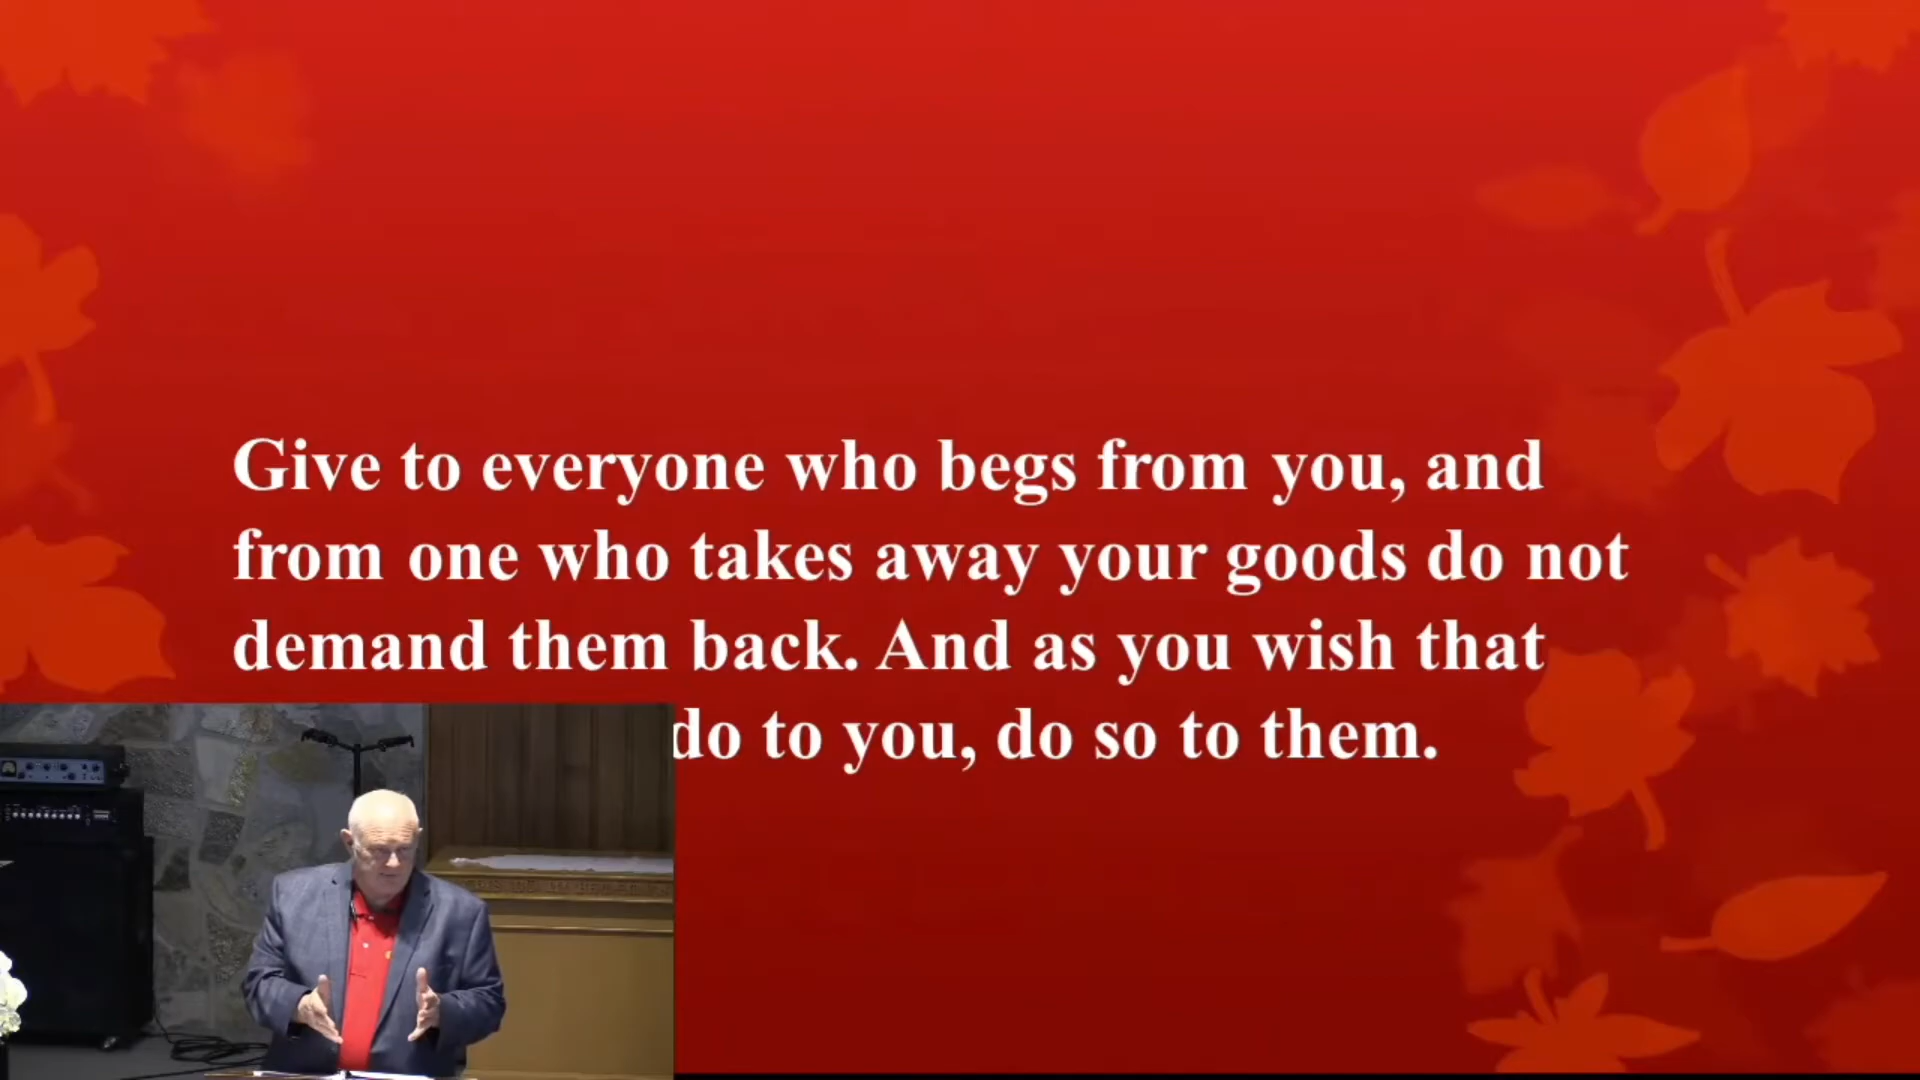 Give to everyone who begs from you, and
from one who takes away your goods do not
demand them back. And as you wish that
do to you, do so to them.